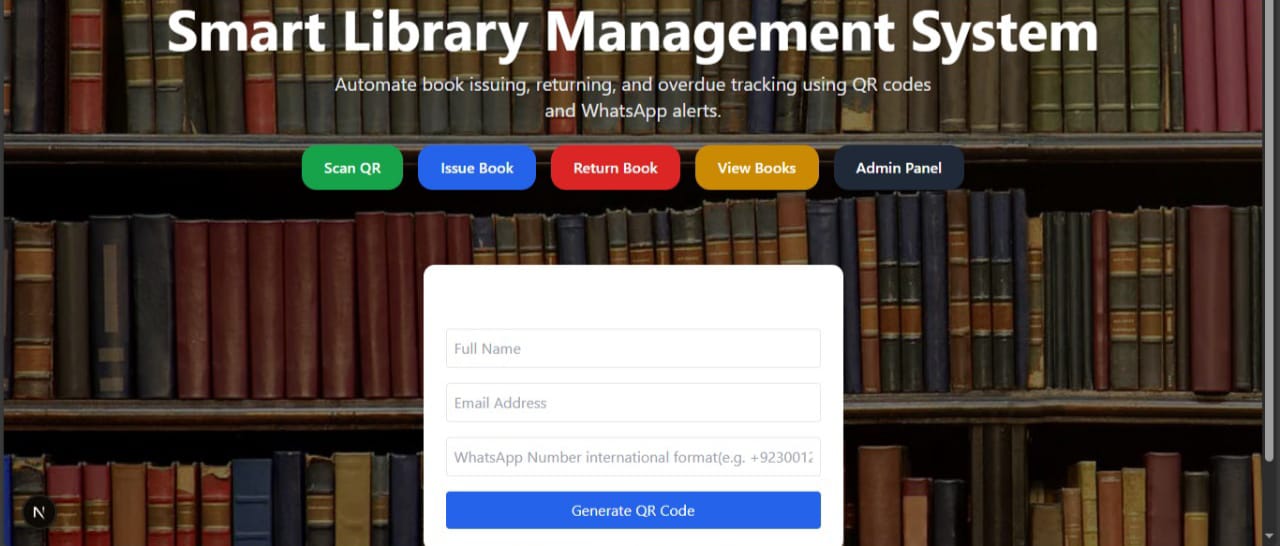 Smart Library Management System
Automate book issuing, returning, and overdue tracking using QR codes
and WhatsApp alerts.
Scan QR
Issue Book
Return Book
View Books
Admin Panel
Full Name
Email Address
WhatsApp Number international format(e.g. +9230012
Generate QR Code
N